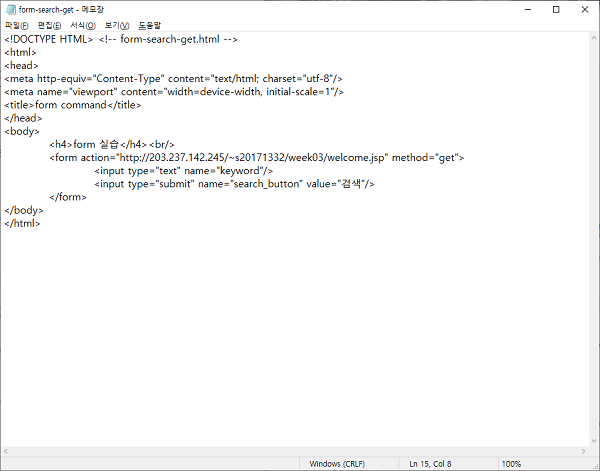 form-search-get - 메모장
파일(F) 편집(E) 서식(O) 보기(V) 도움말
<!DOCTYPE HTML> <!-- form-search-get.html -->
<html>
<head>
<meta http-equiv="Content-Type" content="text/html; charset="utf-8"/>
<meta name="viewport" content="width=device-width, initial-scale=1"/>
<title>form command</title>
</head>
<body>
<h4>form 실습</h4><br/>
<form action="http://203.237.142.245/~s20171332/week03/welcome.jsp" method="get">
<input type="text" name="keyword"/>
<input type="submit" name="search_button" value="검색"/>
</form>
</body>
</html>
Windows (CRLF) Ln 15, Col 8 100%